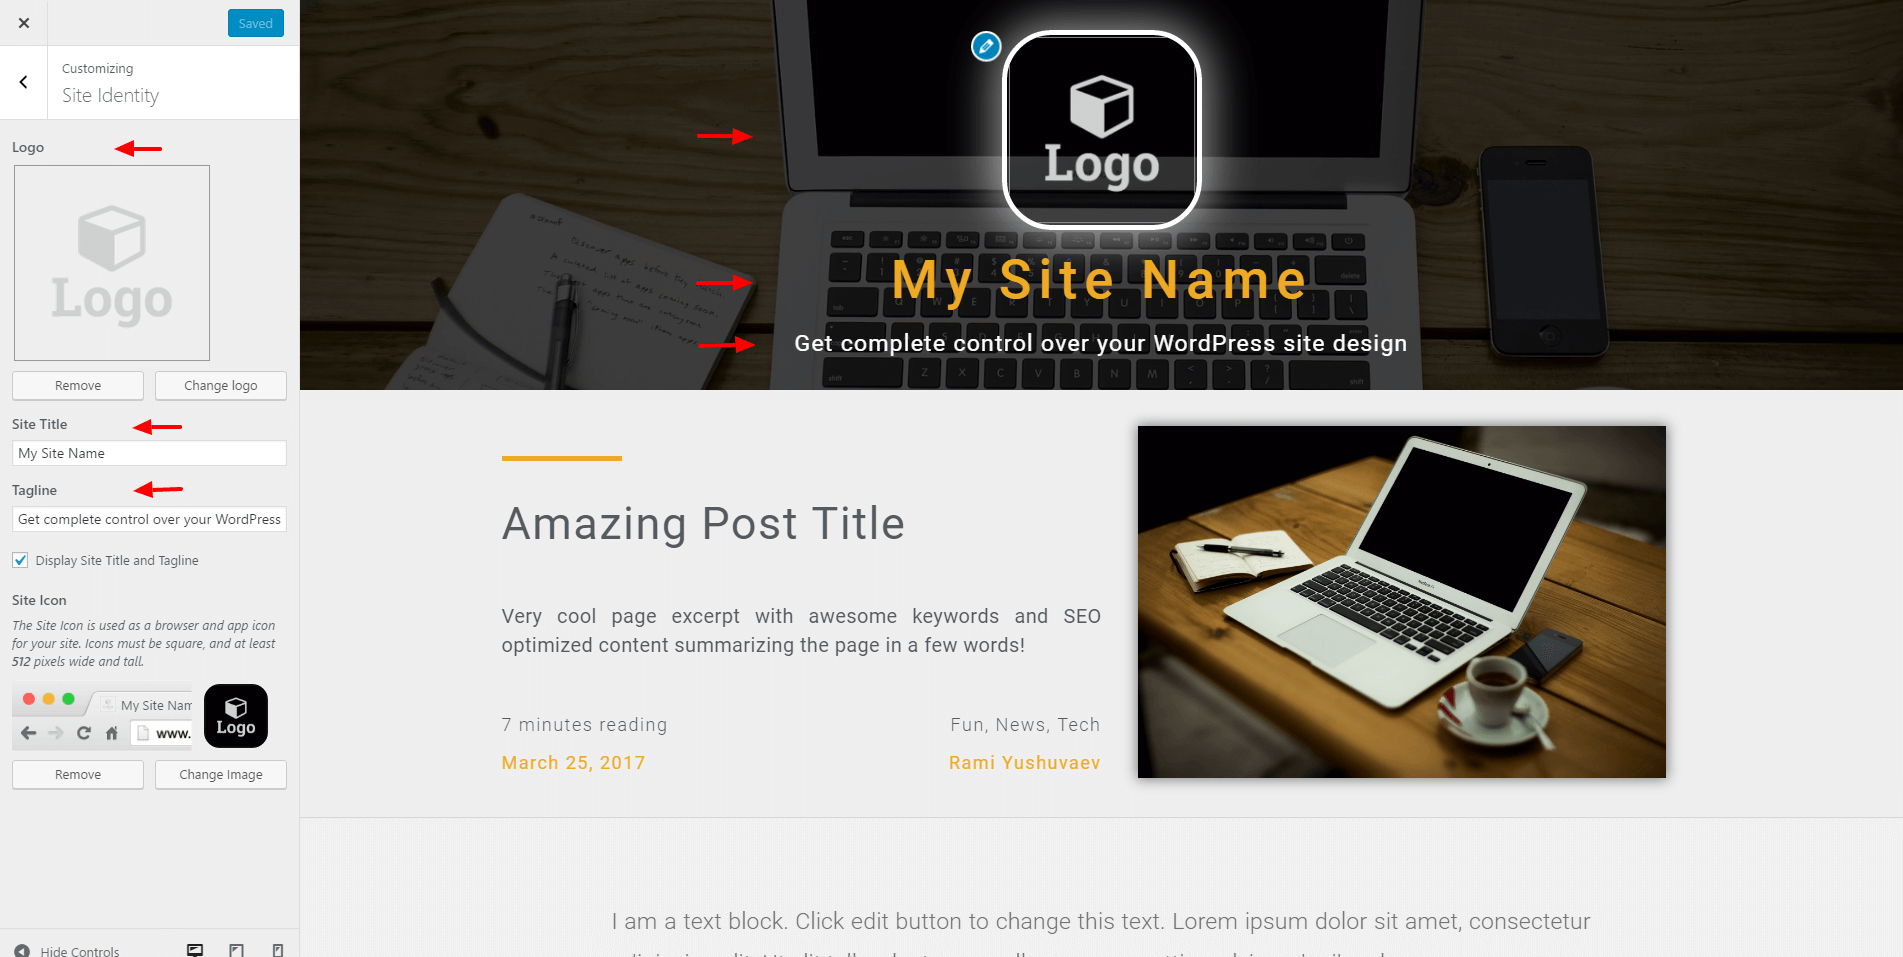 Saved
Customizing
Site Identity
Logo
Logo
Remove
Change logo
Site Title
My Site Name
Tagline
Get complete control over your WordPress
Display Site Title and Tagline
Site Icon
The Site Icon is used as a browser and app icon
for your site. Icons must be square, and at least
512 pixels wide and tall.
My Site Nam
www.
Logo
Remove
Change Image
Hide Controls
Logo
My Site Name
Get complete control over your WordPress site design
Amazing Post Title
Very cool page excerpt with awesome keywords and SEO
optimized content summarizing the page in a few words!
7 minutes reading
Fun, News, Tech
March 25, 2017
Rami Yushuvaev
I am a text block. Click edit button to change this text. Lorem ipsum dolor sit amet, consectetur